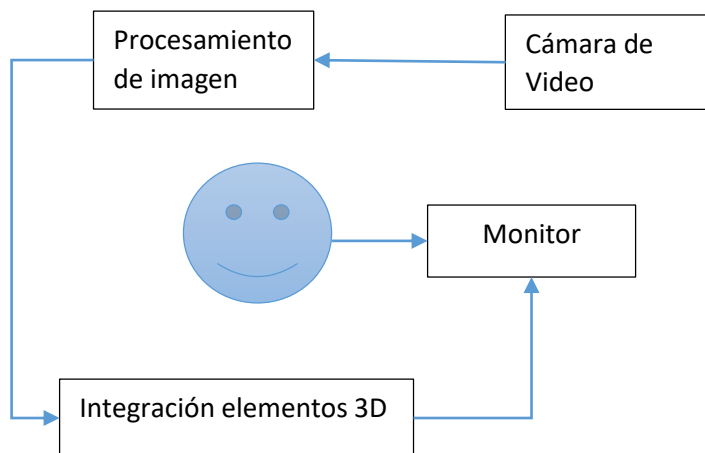 Procesamiento
de imagen
Cámara de
Video
Monitor
Integración elementos 3D